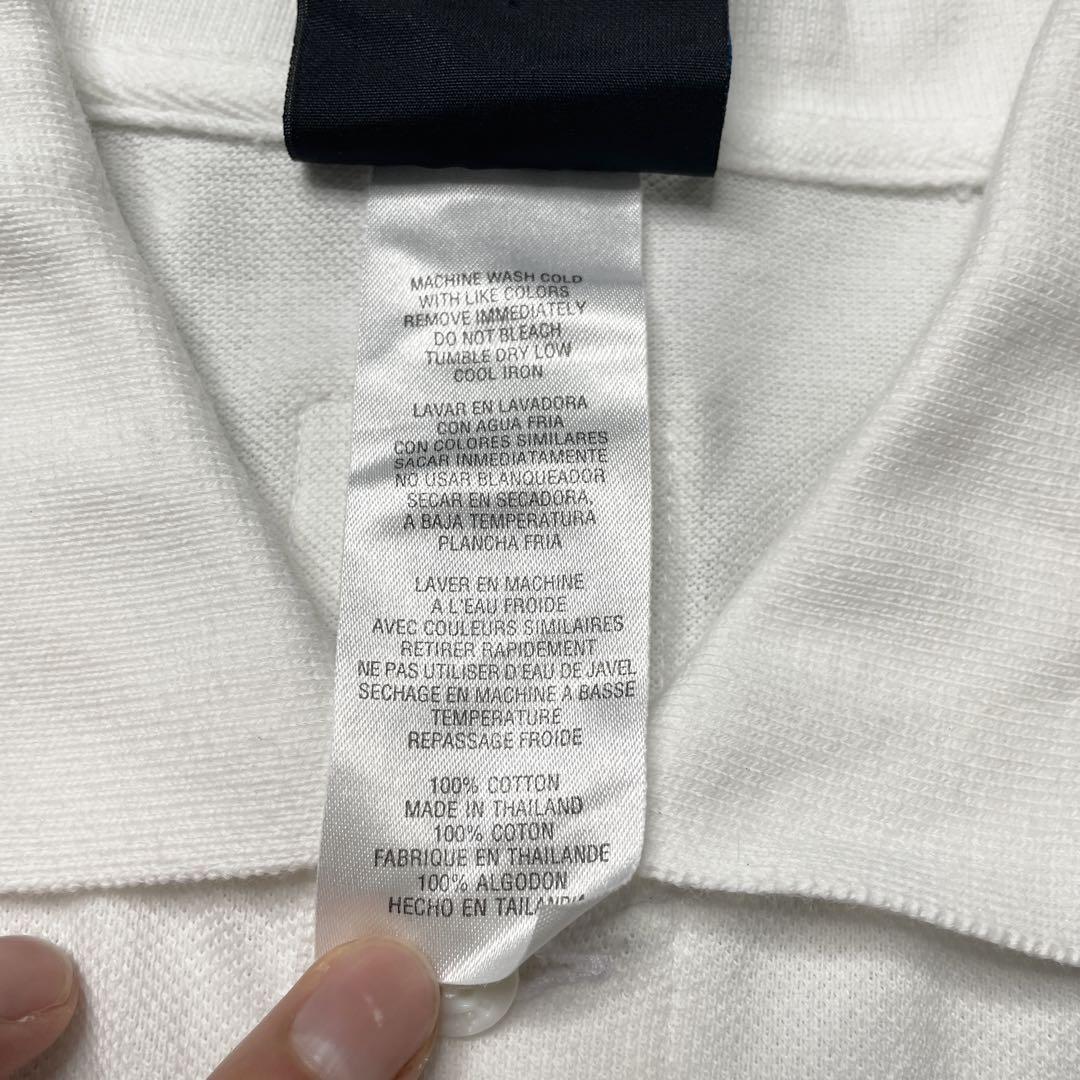 MACHINE WASH COLD
WITH LIKE COLORS
REMOVE IMMEDIATELY
DO NOT BLEACH
TUMBLE DRY LOW
COOL IRON
LAVAR EN LAVADORA
CON AGUA FRIA
CON COLORES SIMILARES
SACAR INMEDIATAMENTE
NO USAR BLANQUEADOR
SECAR EN SECADORA,
A BAJA TEMPERATURA
PLANCHA FRIA
LAVER EN MACHINE
A L'EAU FROIDE
AVEC COULEURS SIMILAIRES
RETIRER RAPIDEMENT
NE PAS UTILISER D'EAU DE JAVEL
SECHAGE EN MACHINE A BASSE
TEMPERATURE
REPASSAGE FROIDE
100% COTTON
MADE IN THAILAND
100% COTON
FABRIQUE EN THAILANDE
100% ALGODON
HECHO EN TAILANDIA